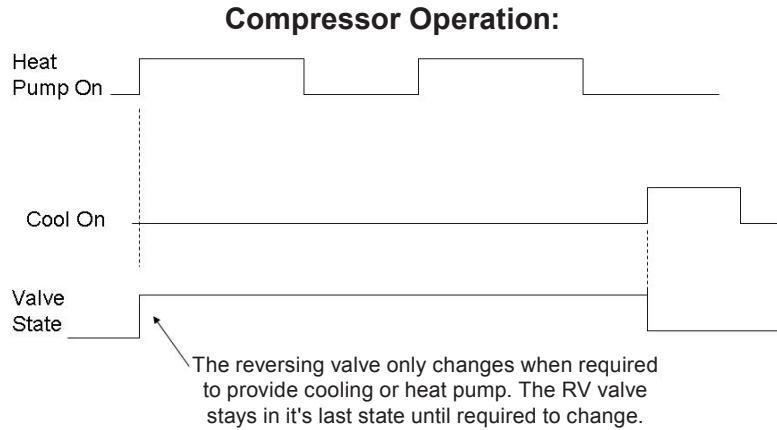 Compressor Operation:
Heat
Pump On
Cool On
Valve
State
The reversing valve only changes when required
to provide cooling or heat pump. The RV valve
stays in it's last state until required to change.